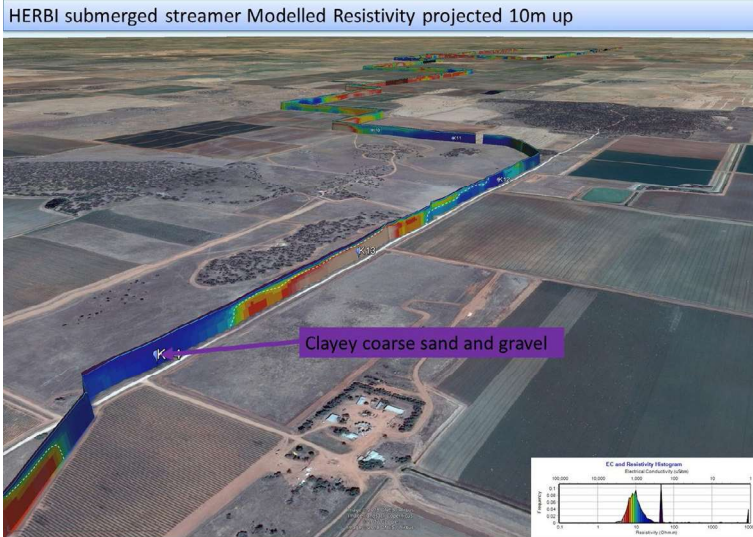 HERBI submerged streamer Modelled Resistivity projected 10m up
K13
Clayey coarse sand and gravel
EC and Resistivity Histogram
Electrical Conductivity (uS/cm)
100,000 10,000 1,000 100 10 1
Frequency
0.1
0.08
0.06
0.04
0.02
0
0.1 1 10 100
Resistivity (Ohm.m)